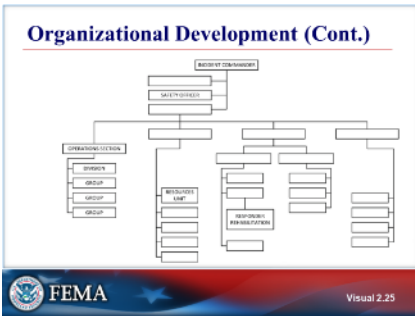 Organizational Development (Cont.)
INCIDENT COMMANDER
SAFETY OFFICER
OPERATIONS SECTION
DIVISION
GROUP
GROUP
GROUP
RESOURCES
UNIT
RESPONDER
REHABILITATION
FEMA
Visual 2.25